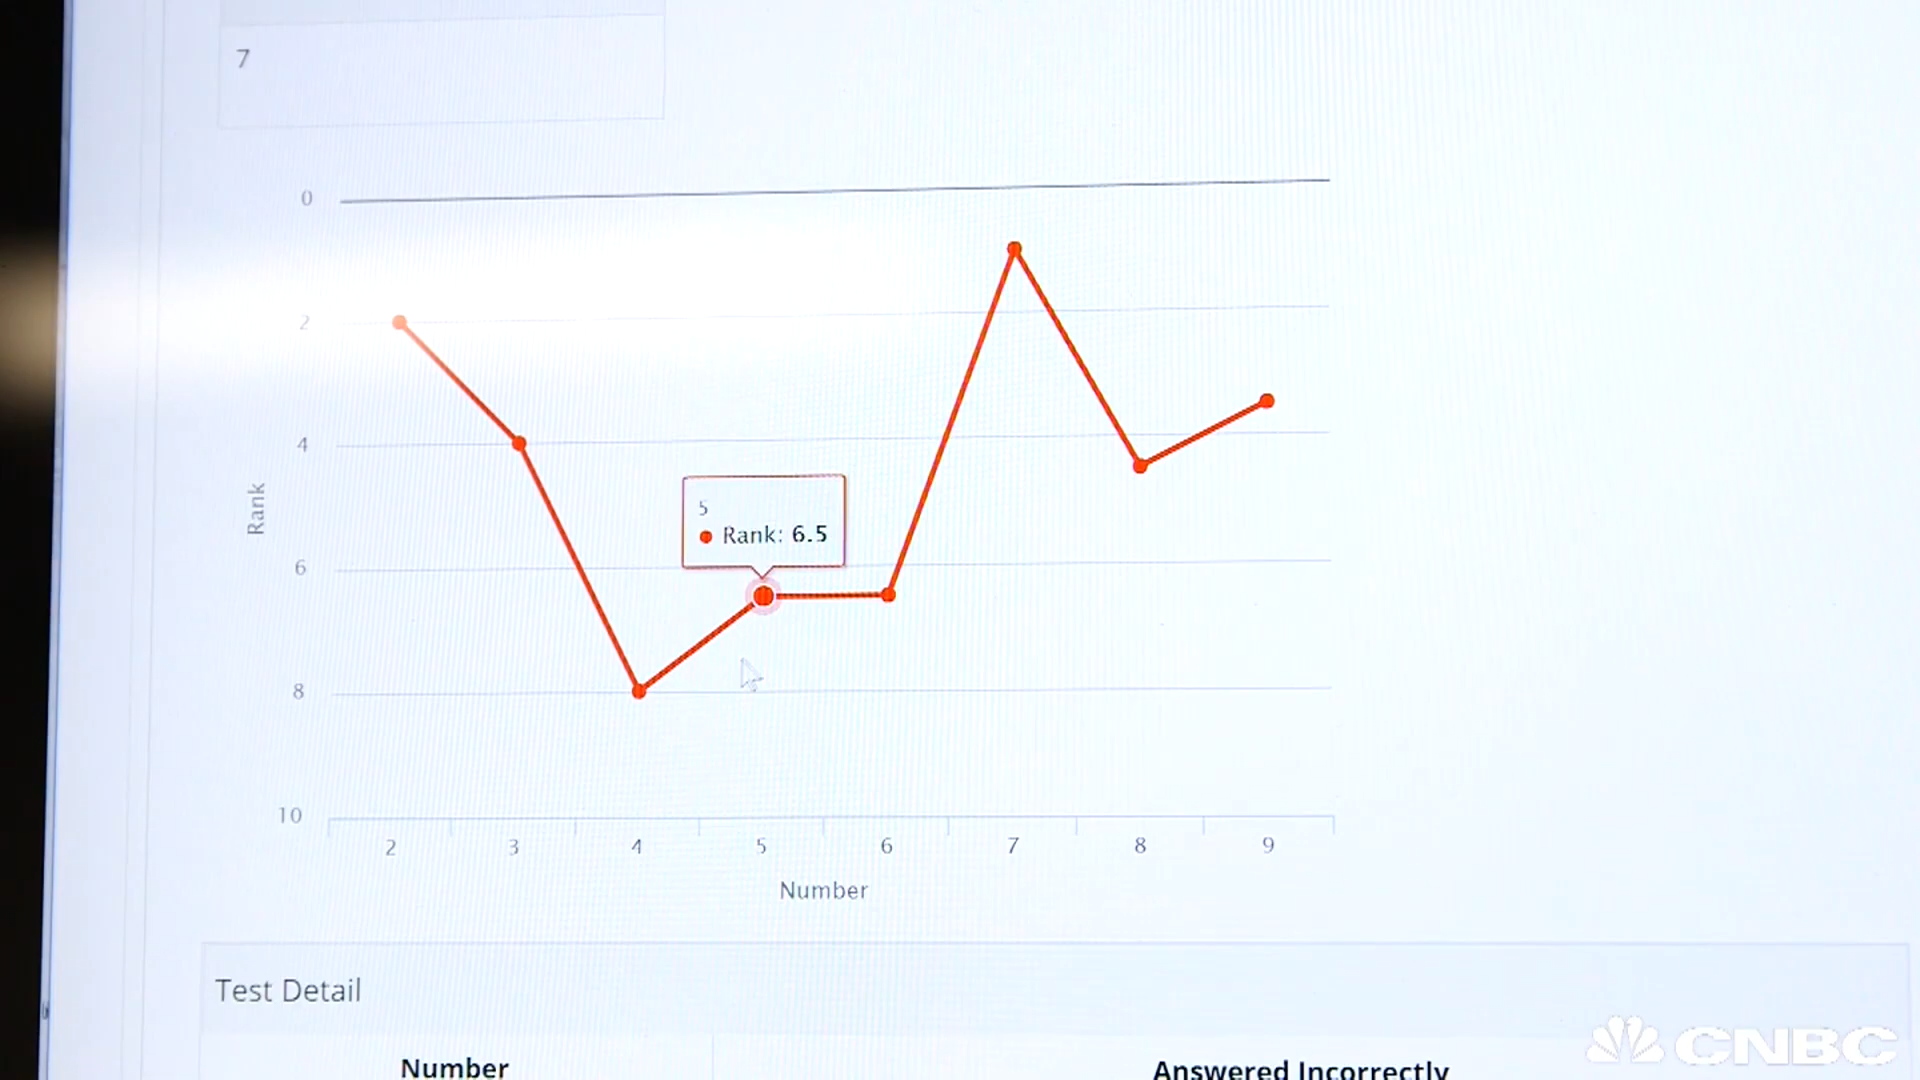 7
0
2
4
6
8
10
Rank
5
Rank: 6.5
2 3 4 5 6 7 8 9
Number
Test Detail
Number Answered Incorrectly
CNBC